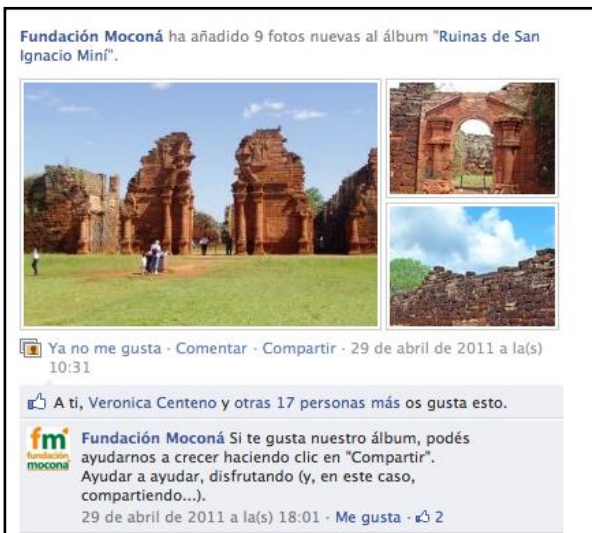 Fundación Moconá ha añadido 9 fotos nuevas al álbum "Ruinas de San
Ignacio Miní".
Ya no me gusta · Comentar · Compartir · 29 de abril de 2011 a la(s)
10:31
A ti, Veronica Centeno y otras 17 personas más os gusta esto.
fm
fundación
moconá
Fundación Moconá Si te gusta nuestro álbum, podés
ayudarnos a crecer haciendo clic en "Compartir".
Ayudar a ayudar, disfrutando (y, en este caso,
compartiendo...).
29 de abril de 2011 a la(s) 18:01 · Me gusta · 2